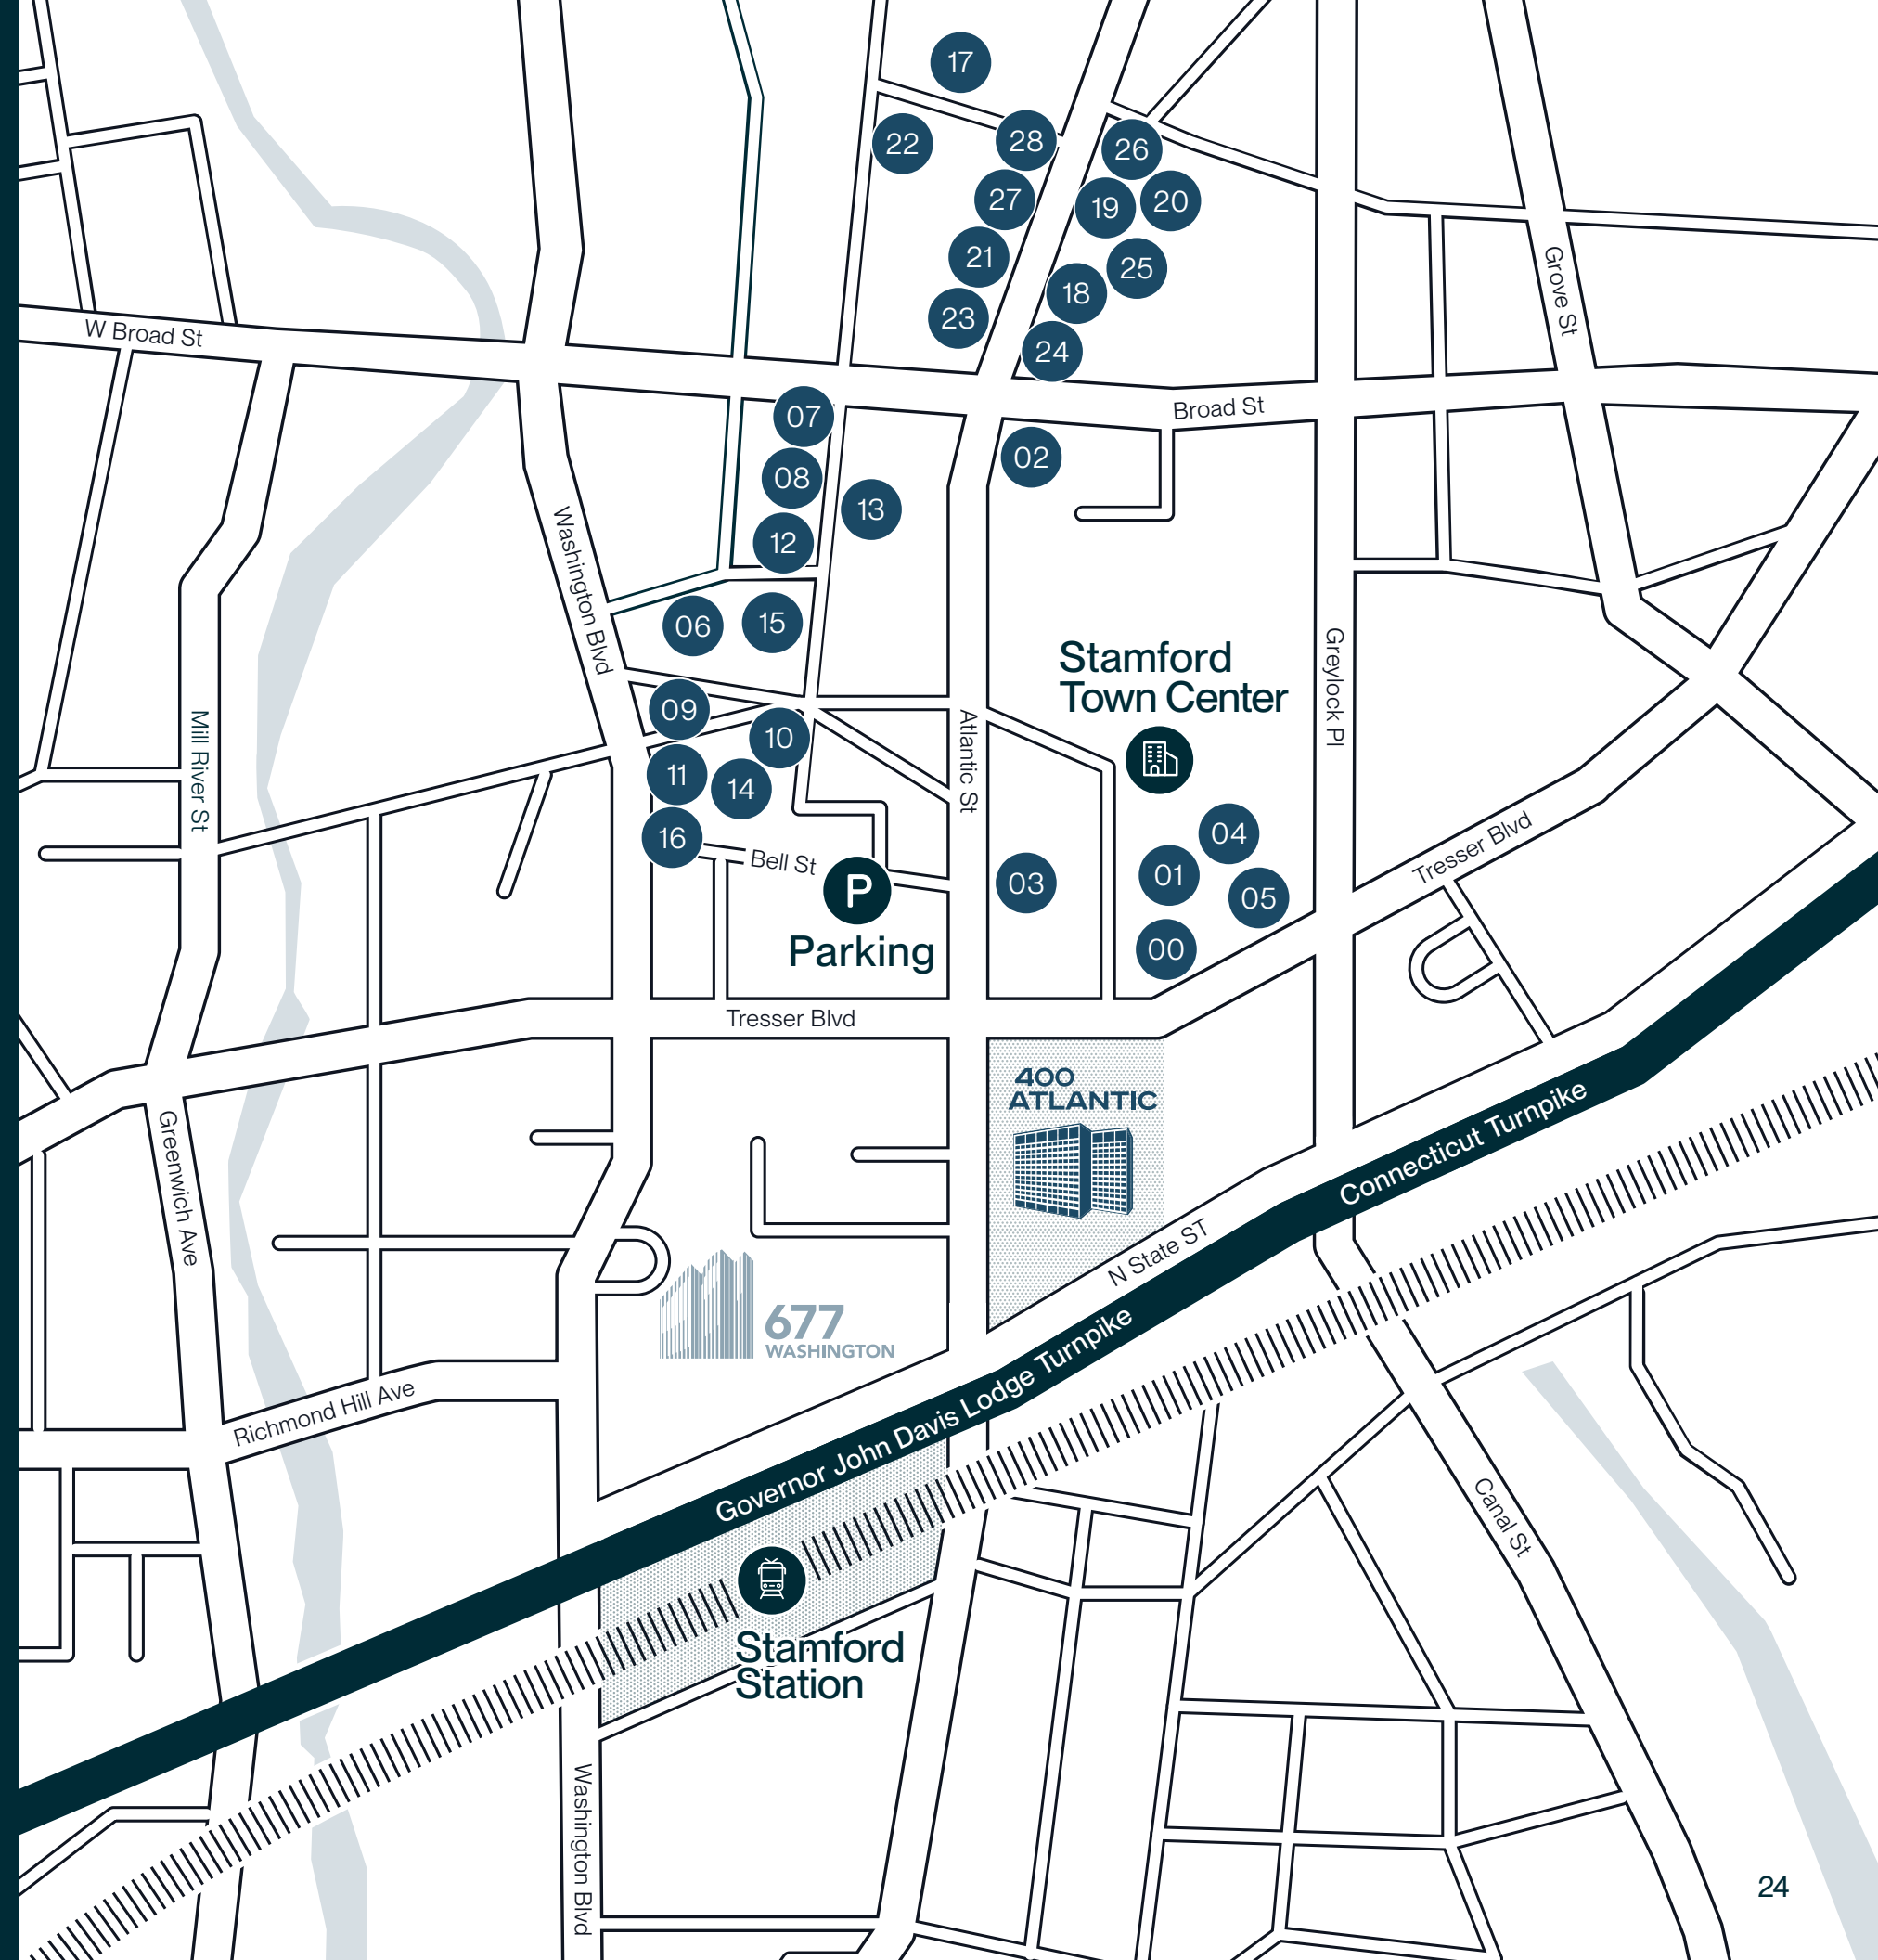 17
28
22
26
27
19
20
21
25
18
23
24
Grove St
W Broad St
Broad St
07
02
08
13
12
Washington Blvd
06
15
Stamford
Town Center
Greylock Pl
09
10
Mill River St
Atlantic St
11
14
16
Bell St
P
Parking
03
04
01
05
00
Tresser Blvd
Tresser Blvd
400
ATLANTIC
Greenwich Ave
Connecticut Turnpike
N State ST
677
WASHINGTON
Richmond Hill Ave
Governor John Davis Lodge Turnpike
Canal St
Stamford
Station
Washington Blvd
24